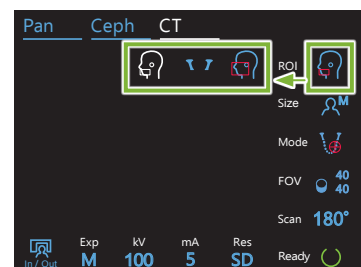 Pan Ceph CT
ROI
Size M
Mode
FOV 40 40
Scan 180°
Exp kV mA Res
In / Out M 100 5 SD Ready